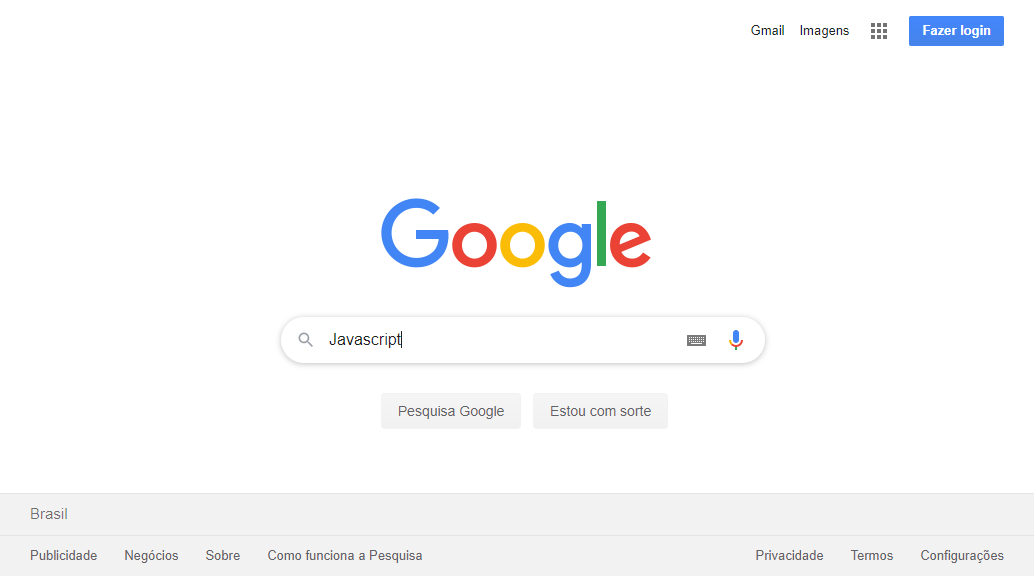 Gmail Imagens Fazer login
Google
Javascript
Pesquisa Google Estou com sorte
Brasil
Publicidade Negócios Sobre Como funciona a Pesquisa Privacidade Termos Configurações